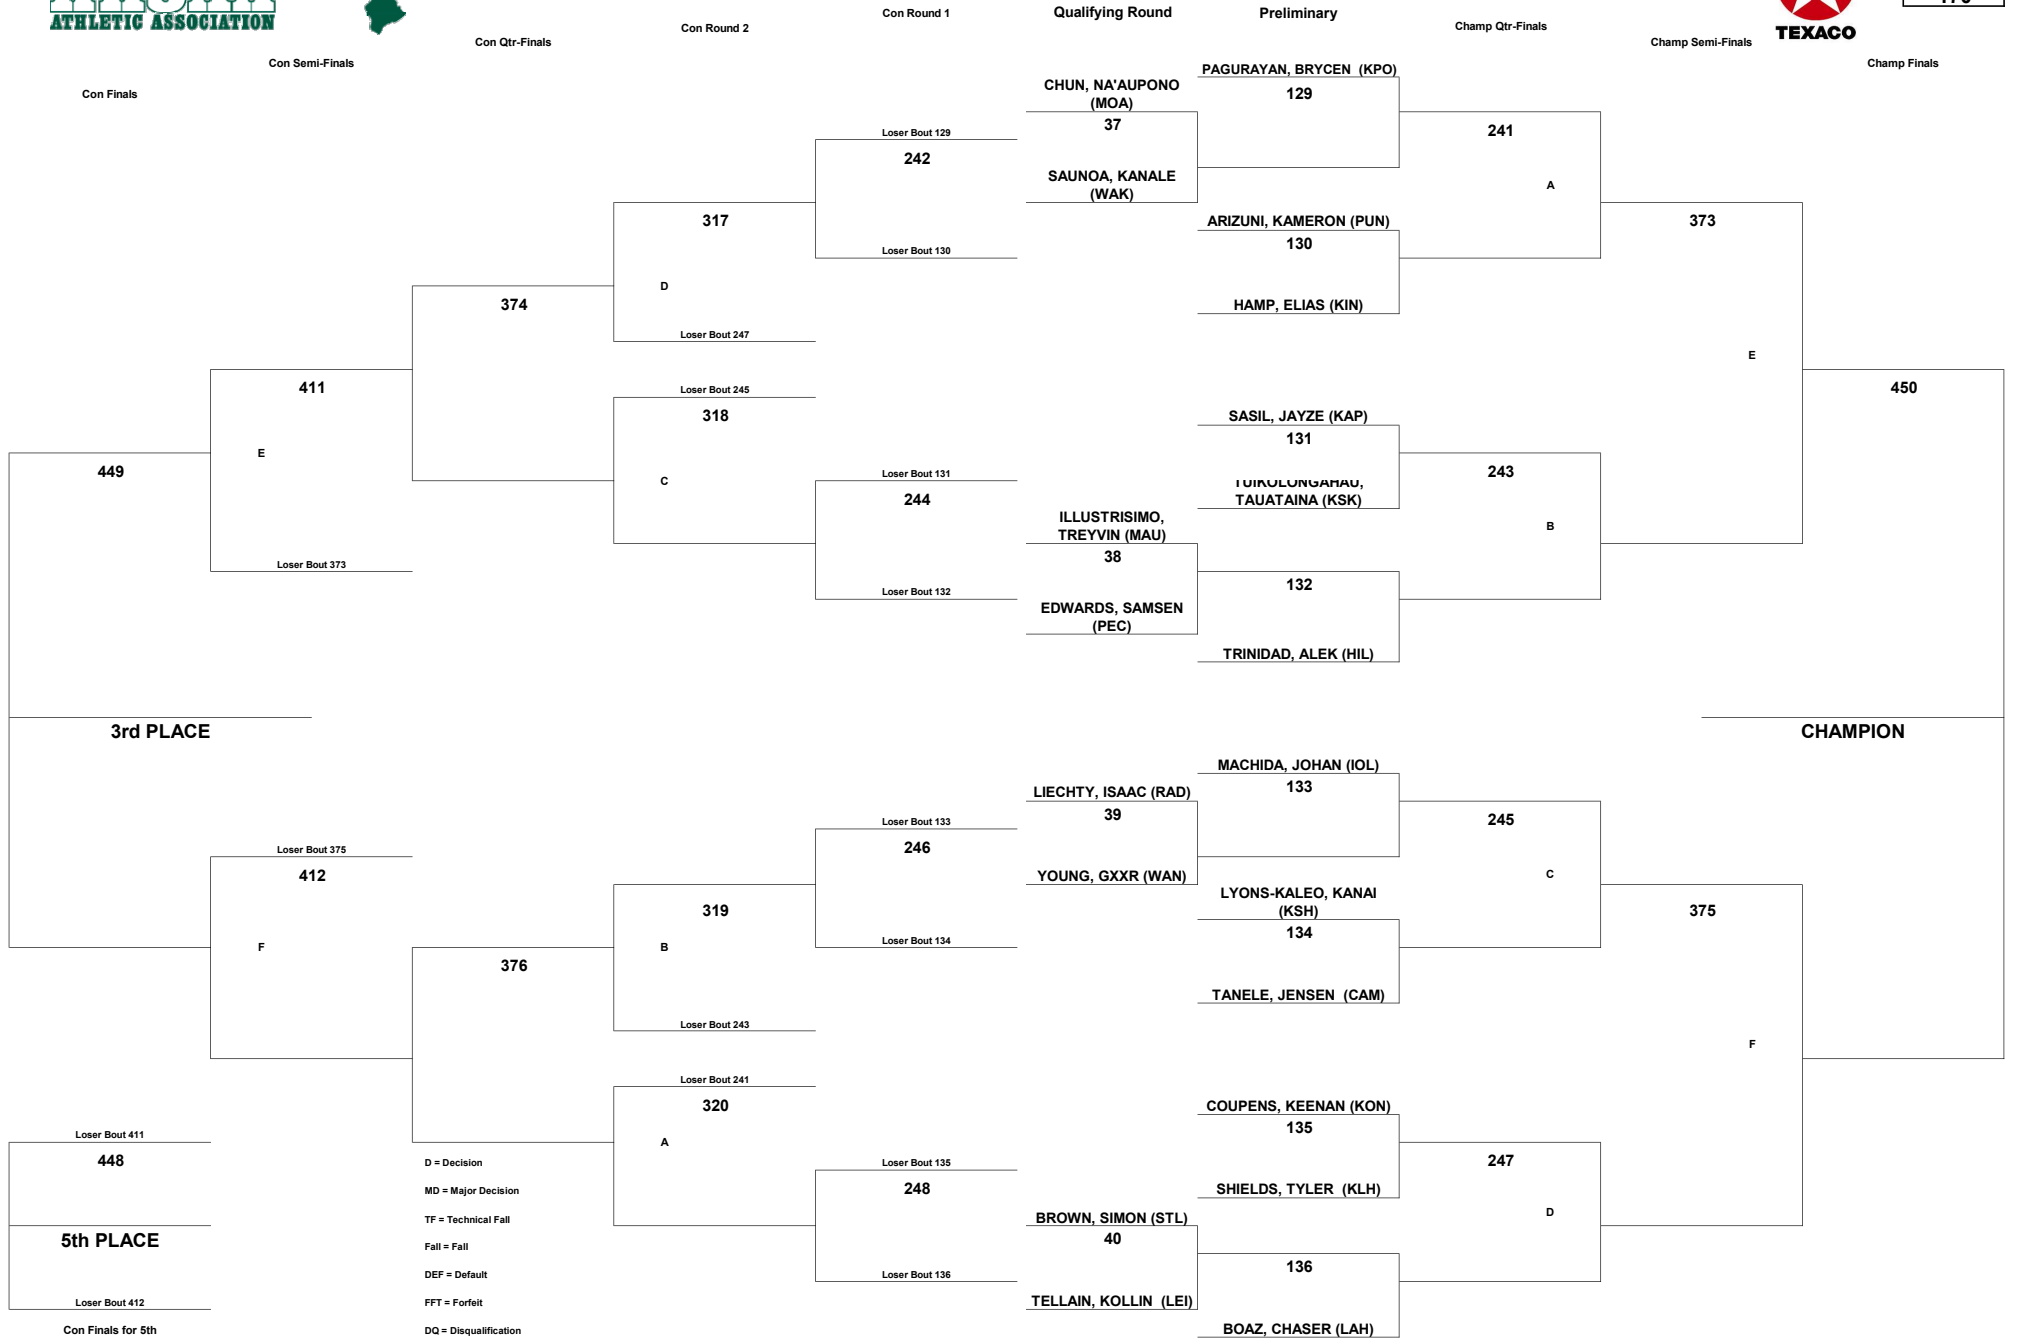 ATHLETIC ASSOCIATION
TEXACO
Con Finals
Con Semi-Finals
Con Qtr-Finals
Con Round 2
Con Round 1
Qualifying Round
Preliminary
Champ Qtr-Finals
Champ Semi-Finals
Champ Finals
PAGURAYAN, BRYCEN (KPO)
129
CHUN, NA'AUPONO
(MOA)
37
SAUNOA, KANALE
(WAK)
ARIZUNI, KAMERON (PUN)
130
HAMP, ELIAS (KIN)
SASIL, JAYZE (KAP)
131
TUIKOLONGAHAU,
TAUATAINA (KSK)
ILLUSTRISIMO,
TREYVIN (MAU)
38
EDWARDS, SAMSEN
(PEC)
132
TRINIDAD, ALEK (HIL)
MACHIDA, JOHAN (IOL)
133
LIECHTY, ISAAC (RAD)
39
YOUNG, GXXR (WAN)
LYONS-KALEO, KANAI
(KSH)
134
TANELE, JENSEN (CAM)
COUPENS, KEENAN (KON)
135
SHIELDS, TYLER (KLH)
BROWN, SIMON (STL)
40
TELLAIN, KOLLIN (LEI)
136
BOAZ, CHASER (LAH)
241
A
243
B
245
C
247
D
373
E
375
F
450
CHAMPION
Loser Bout 129
242
Loser Bout 130
317
D
Loser Bout 247
Loser Bout 245
318
C
Loser Bout 131
244
Loser Bout 132
374
411
E
Loser Bout 373
449
3rd PLACE
Loser Bout 133
246
Loser Bout 134
319
B
Loser Bout 243
Loser Bout 241
320
A
Loser Bout 135
248
Loser Bout 136
376
Loser Bout 375
412
F
Loser Bout 411
448
5th PLACE
Loser Bout 412
Con Finals for 5th
D = Decision
MD = Major Decision
TF = Technical Fall
Fall = Fall
DEF = Default
FFT = Forfeit
DQ = Disqualification